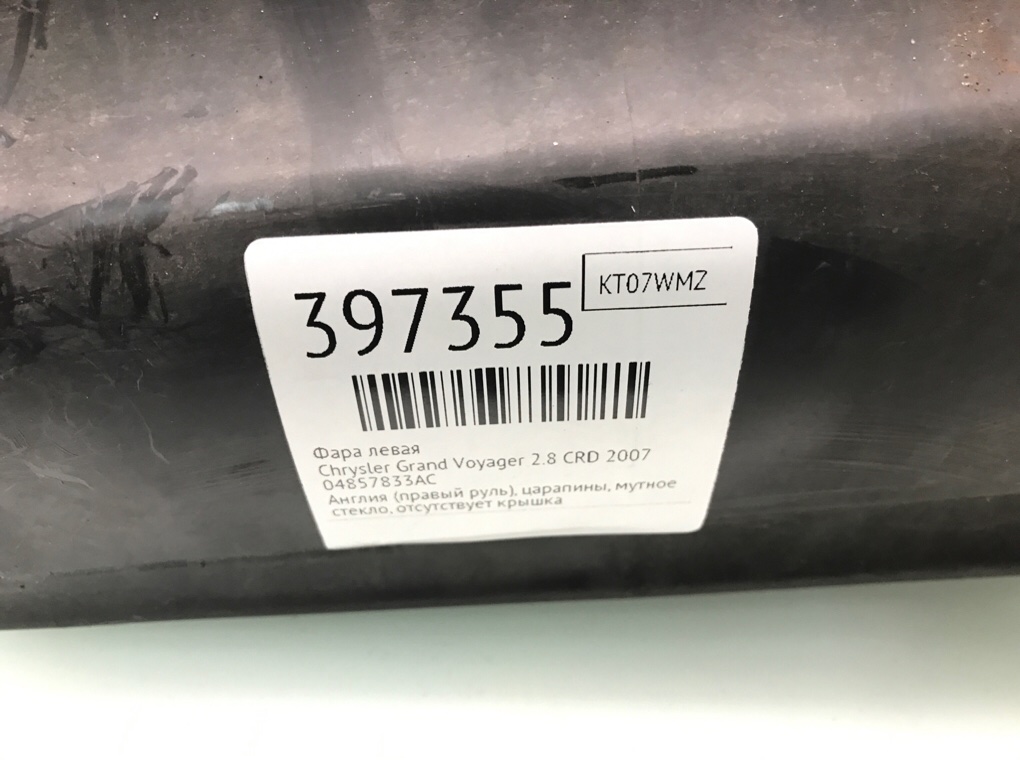 397355
KT07WMZ
Фара левая
Chrysler Grand Voyager 2.8 CRD 2007
04857833AC
Англия (правый руль), царапины, мутное
стекло, отсутствует крышка